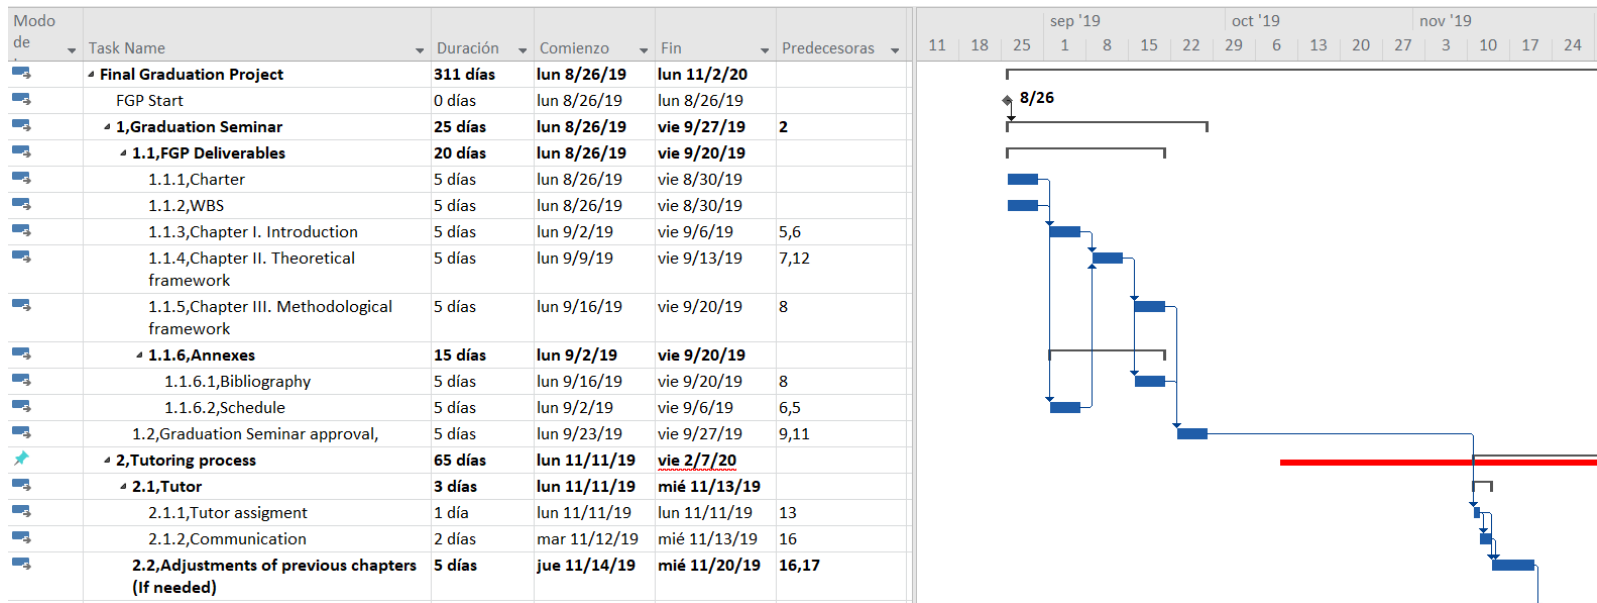 Modo de
Task Name
Duración
Comienzo
Fin
Predecesoras
sep '19
oct '19
nov '19
11 18 25 1 8 15 22 29 6 13 20 27 3 10 17 24
Final Graduation Project 311 días lun 8/26/19 lun 11/2/20
FGP Start 0 días lun 8/26/19 lun 8/26/19
8/26
1,Graduation Seminar 25 días lun 8/26/19 vie 9/27/19 2
1.1,FGP Deliverables 20 días lun 8/26/19 vie 9/20/19
1.1.1,Charter 5 días lun 8/26/19 vie 8/30/19
1.1.2,WBS 5 días lun 8/26/19 vie 8/30/19
1.1.3,Chapter I. Introduction 5 días lun 9/2/19 vie 9/6/19 5,6
1.1.4,Chapter II. Theoretical 5 días lun 9/9/19 vie 9/13/19 7,12
framework
1.1.5,Chapter III. Methodological 5 días lun 9/16/19 vie 9/20/19 8
framework
1.1.6,Annexes 15 días lun 9/2/19 vie 9/20/19
1.1.6.1,Bibliography 5 días lun 9/16/19 vie 9/20/19 8
1.1.6.2,Schedule 5 días lun 9/2/19 vie 9/6/19 6,5
1.2,Graduation Seminar approval, 5 días lun 9/23/19 vie 9/27/19 9,11
2,Tutoring process 65 días lun 11/11/19 vie 2/7/20
2.1,Tutor 3 días lun 11/11/19 mié 11/13/19
2.1.1,Tutor assigment 1 día lun 11/11/19 lun 11/11/19 13
2.1.2,Communication 2 días mar 11/12/19 mié 11/13/19 16
2.2,Adjustments of previous chapters 5 días jue 11/14/19 mié 11/20/19 16,17
(If needed)